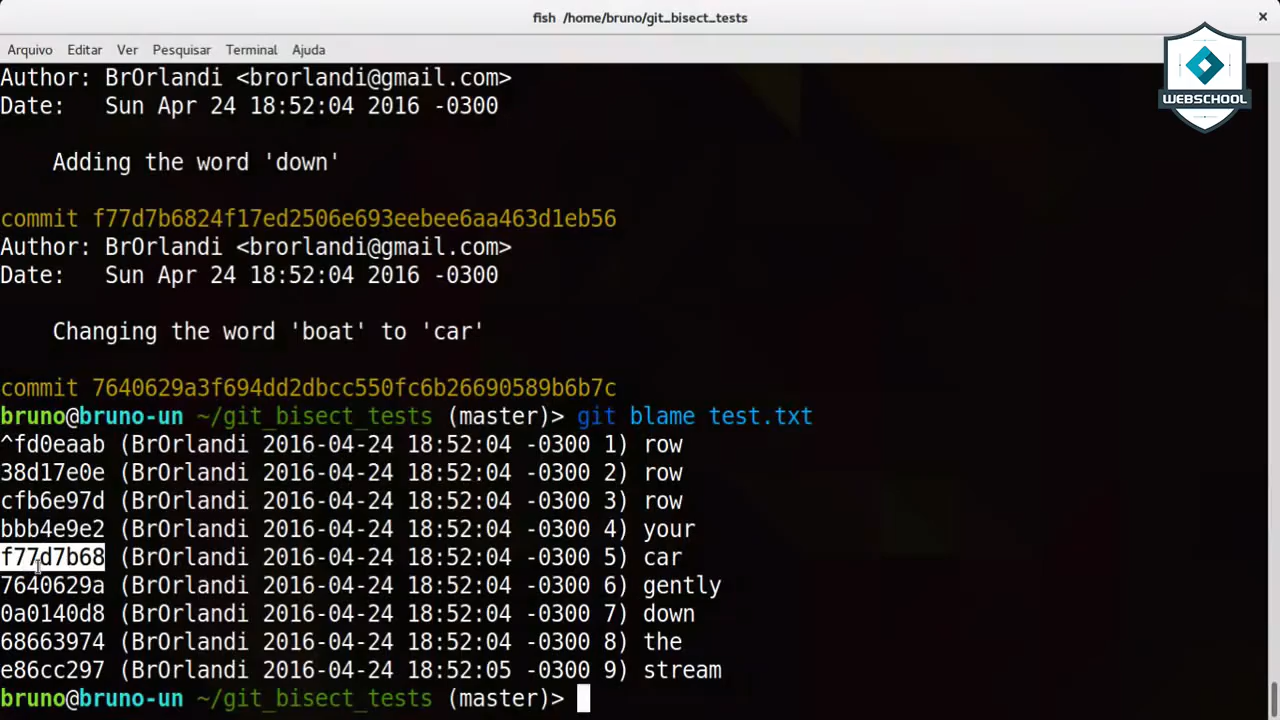 fish /home/bruno/git_bisect_tests
×
Arquivo Editar Ver Pesquisar Terminal Ajuda
WEBSCHOOL
Author: BrOrlandi <brorlandi@gmail.com>
Date:   Sun Apr 24 18:52:04 2016 -0300
    Adding the word 'down'
commit f77d7b6824f17ed2506e693eebee6aa463d1eb56
Author: BrOrlandi <brorlandi@gmail.com>
Date:   Sun Apr 24 18:52:04 2016 -0300
    Changing the word 'boat' to 'car'
commit 7640629a3f694dd2dbcc550fc6b26690589b6b7c
bruno@bruno-un ~/git_bisect_tests (master)> git blame test.txt
^fd0eaab (BrOrlandi 2016-04-24 18:52:04 -0300 1) row
38d17e0e (BrOrlandi 2016-04-24 18:52:04 -0300 2) row
cfb6e97d (BrOrlandi 2016-04-24 18:52:04 -0300 3) row
bbb4e9e2 (BrOrlandi 2016-04-24 18:52:04 -0300 4) your
f77d7b68 (BrOrlandi 2016-04-24 18:52:04 -0300 5) car
7640629a (BrOrlandi 2016-04-24 18:52:04 -0300 6) gently
0a0140d8 (BrOrlandi 2016-04-24 18:52:04 -0300 7) down
68663974 (BrOrlandi 2016-04-24 18:52:04 -0300 8) the
e86cc297 (BrOrlandi 2016-04-24 18:52:05 -0300 9) stream
bruno@bruno-un ~/git_bisect_tests (master)>